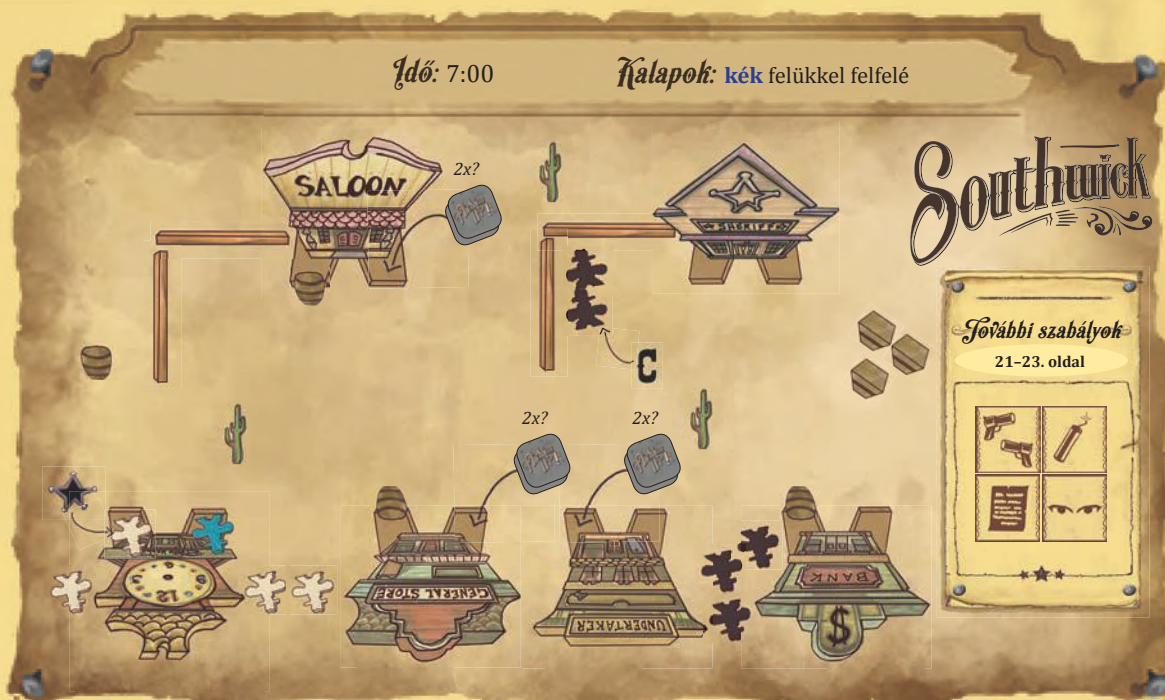 Idő: 7:00
Kalapok: kék felükkel felfelé
Southwick
SALOON
2x?
SHERIFF
C
További szabályok
21–23. oldal
2x?
2x?
12
GENERAL STORE
UNDERTAKER
BANK
$